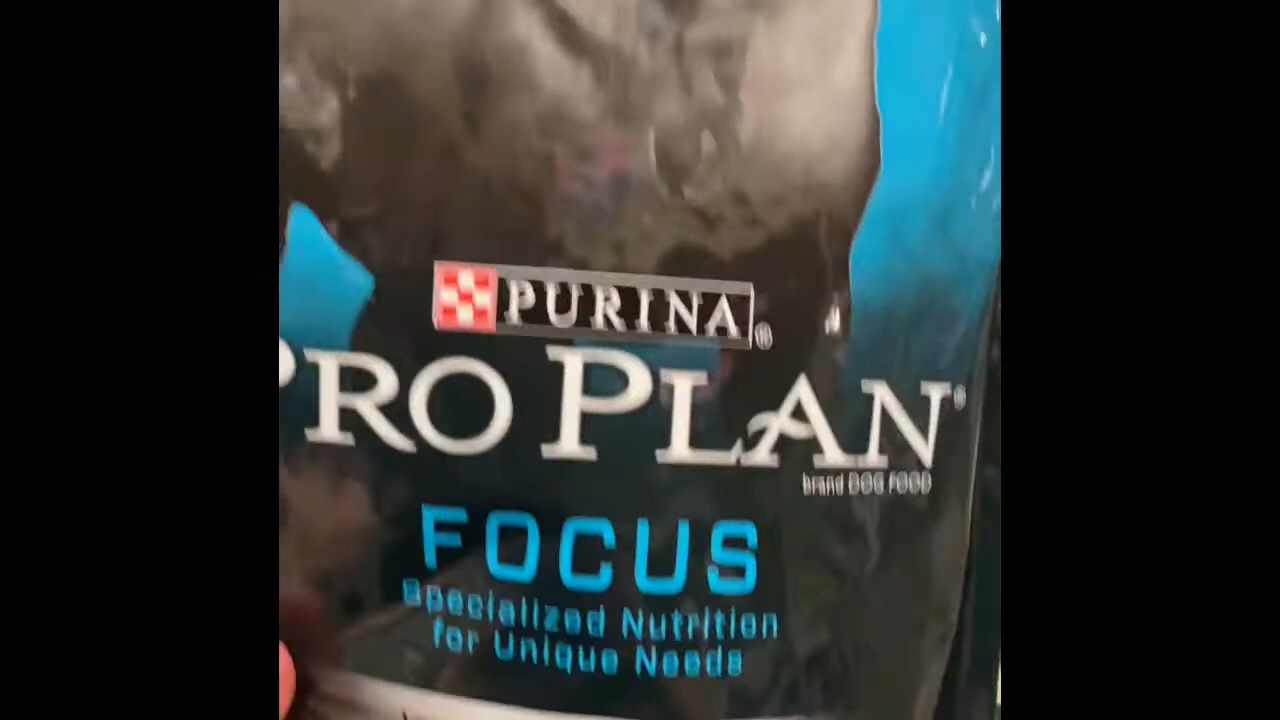 PURINA®
PRO PLAN®
brand DOG FOOD
FOCUS
Specialized Nutrition
for Unique Needs